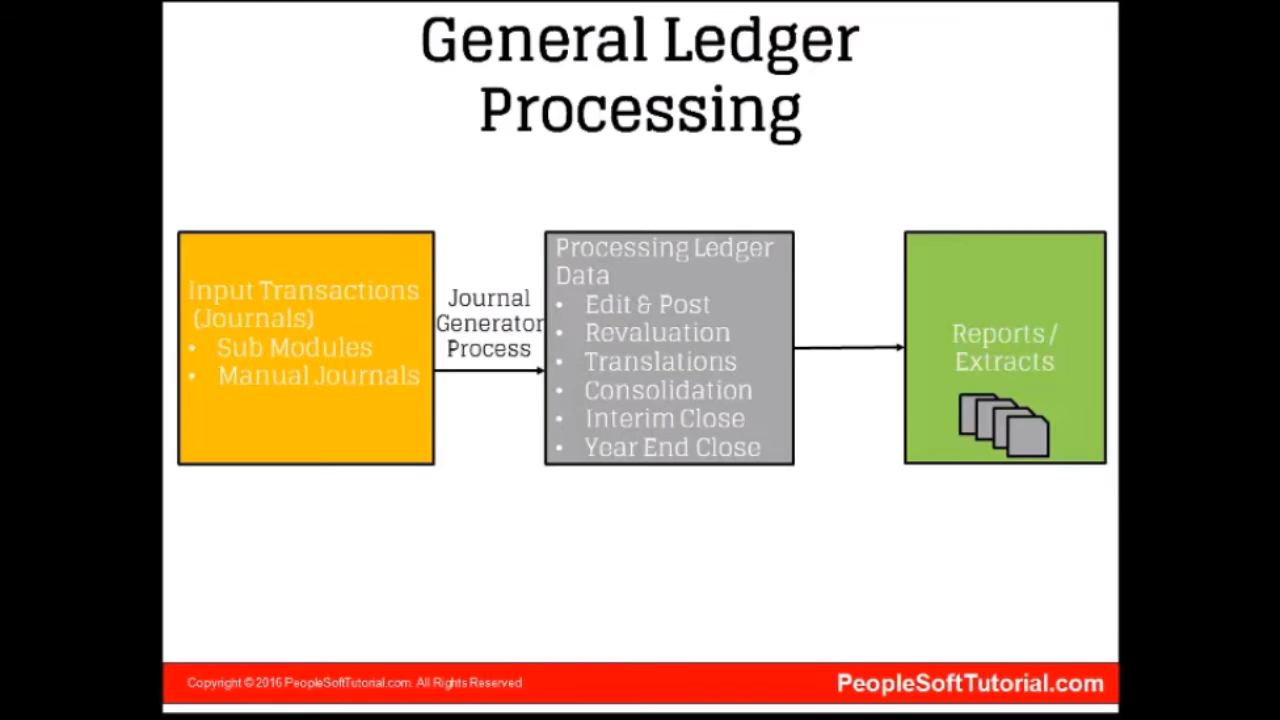 General Ledger
Processing
Input Transactions
(Journals)
• Sub Modules
• Manual Journals
Journal
Generator
Process
Processing Ledger
Data
• Edit & Post
• Revaluation
• Translations
• Consolidation
• Interim Close
• Year End Close
Reports /
Extracts
Copyright © 2016 PeopleSoftTutorial.com. All Rights Reserved
PeopleSoftTutorial.com